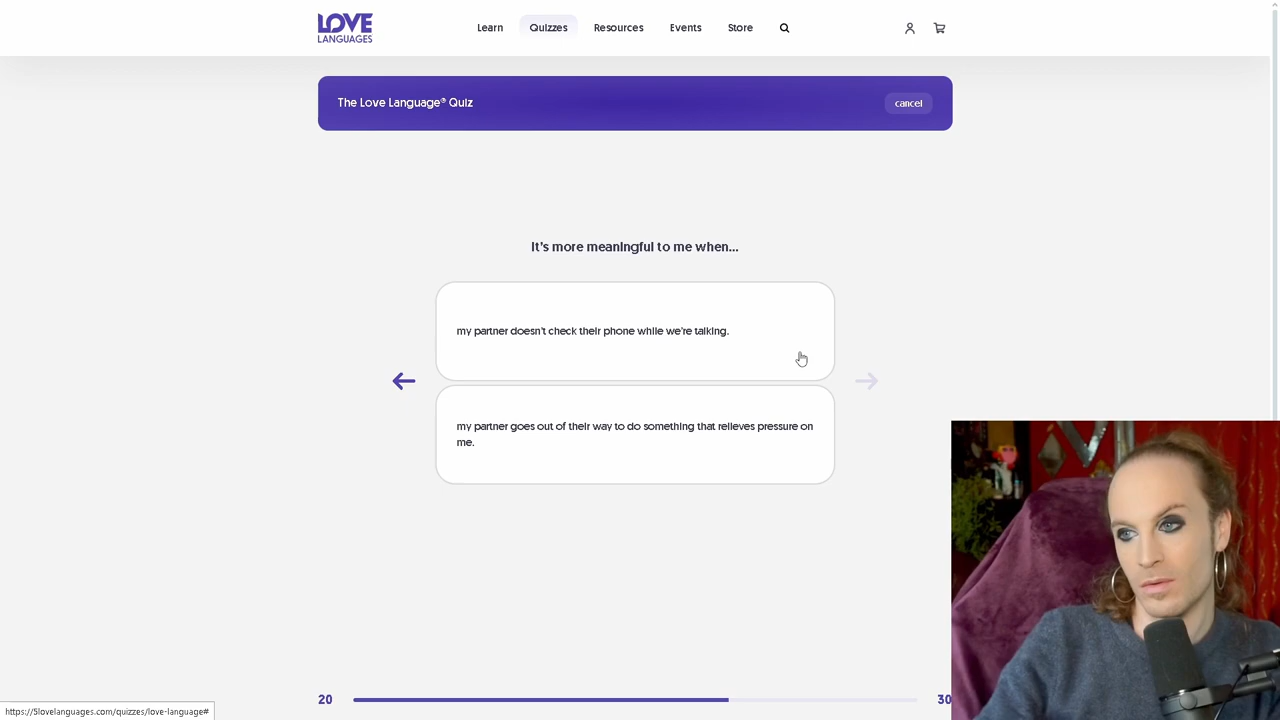 LOVE
LANGUAGES
Learn
Quizzes
Resources
Events
Store
The Love Language® Quiz
cancel
It's more meaningful to me when...
my partner doesn't check their phone while we're talking.
my partner goes out of their way to do something that relieves pressure on
me.
20
30
https://5lovelanguages.com/quizzes/love-language#